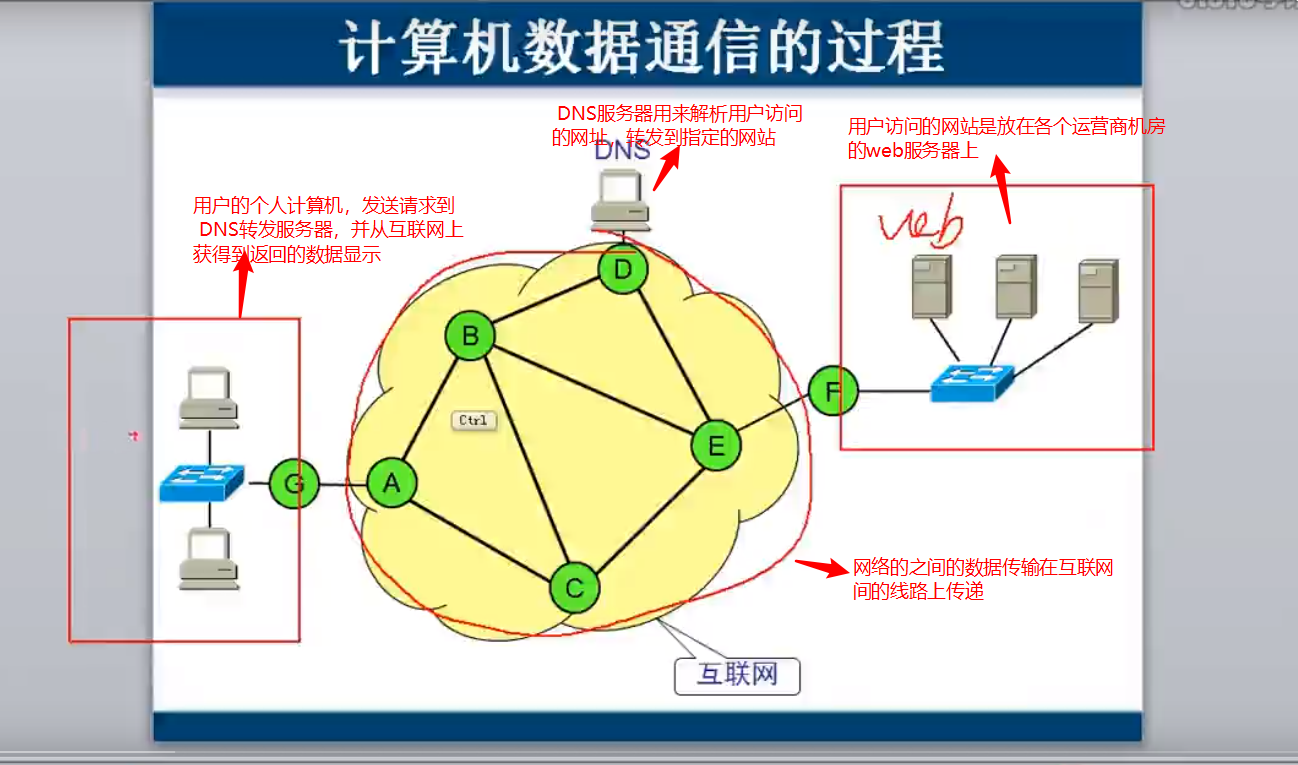 计算机数据通信的过程
DNS服务器用来解析用户访问
的网址，转发到指定的网站
DNS
用户访问的网站是放在各个运营商机房
的web服务器上
用户的个人计算机，发送请求到
DNS转发服务器，并从互联网上
获得到返回的数据显示
web
D
B
Ctrl
F
E
G
A
C
网络的之间的数据传输在互联网
间的线路上传递
互联网